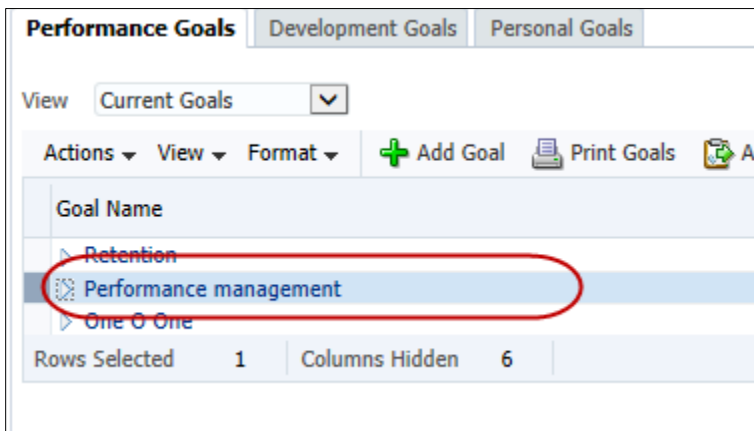 Performance Goals Development Goals Personal Goals
View Current Goals
Actions View Format Add Goal Print Goals A
Goal Name
Retention
Performance management
One O One
Rows Selected 1 Columns Hidden 6